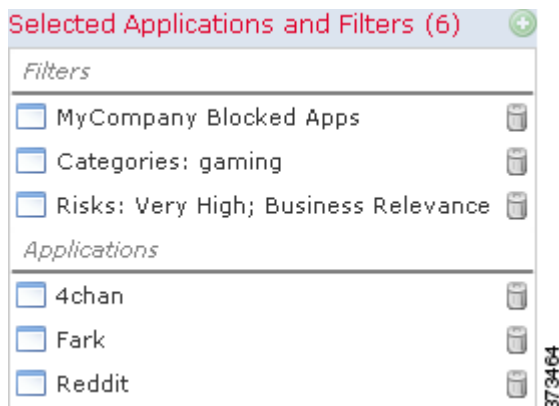 Selected Applications and Filters (6)
Filters
MyCompany Blocked Apps
Categories: gaming
Risks: Very High; Business Relevance
Applications
4chan
Fark
Reddit
373464